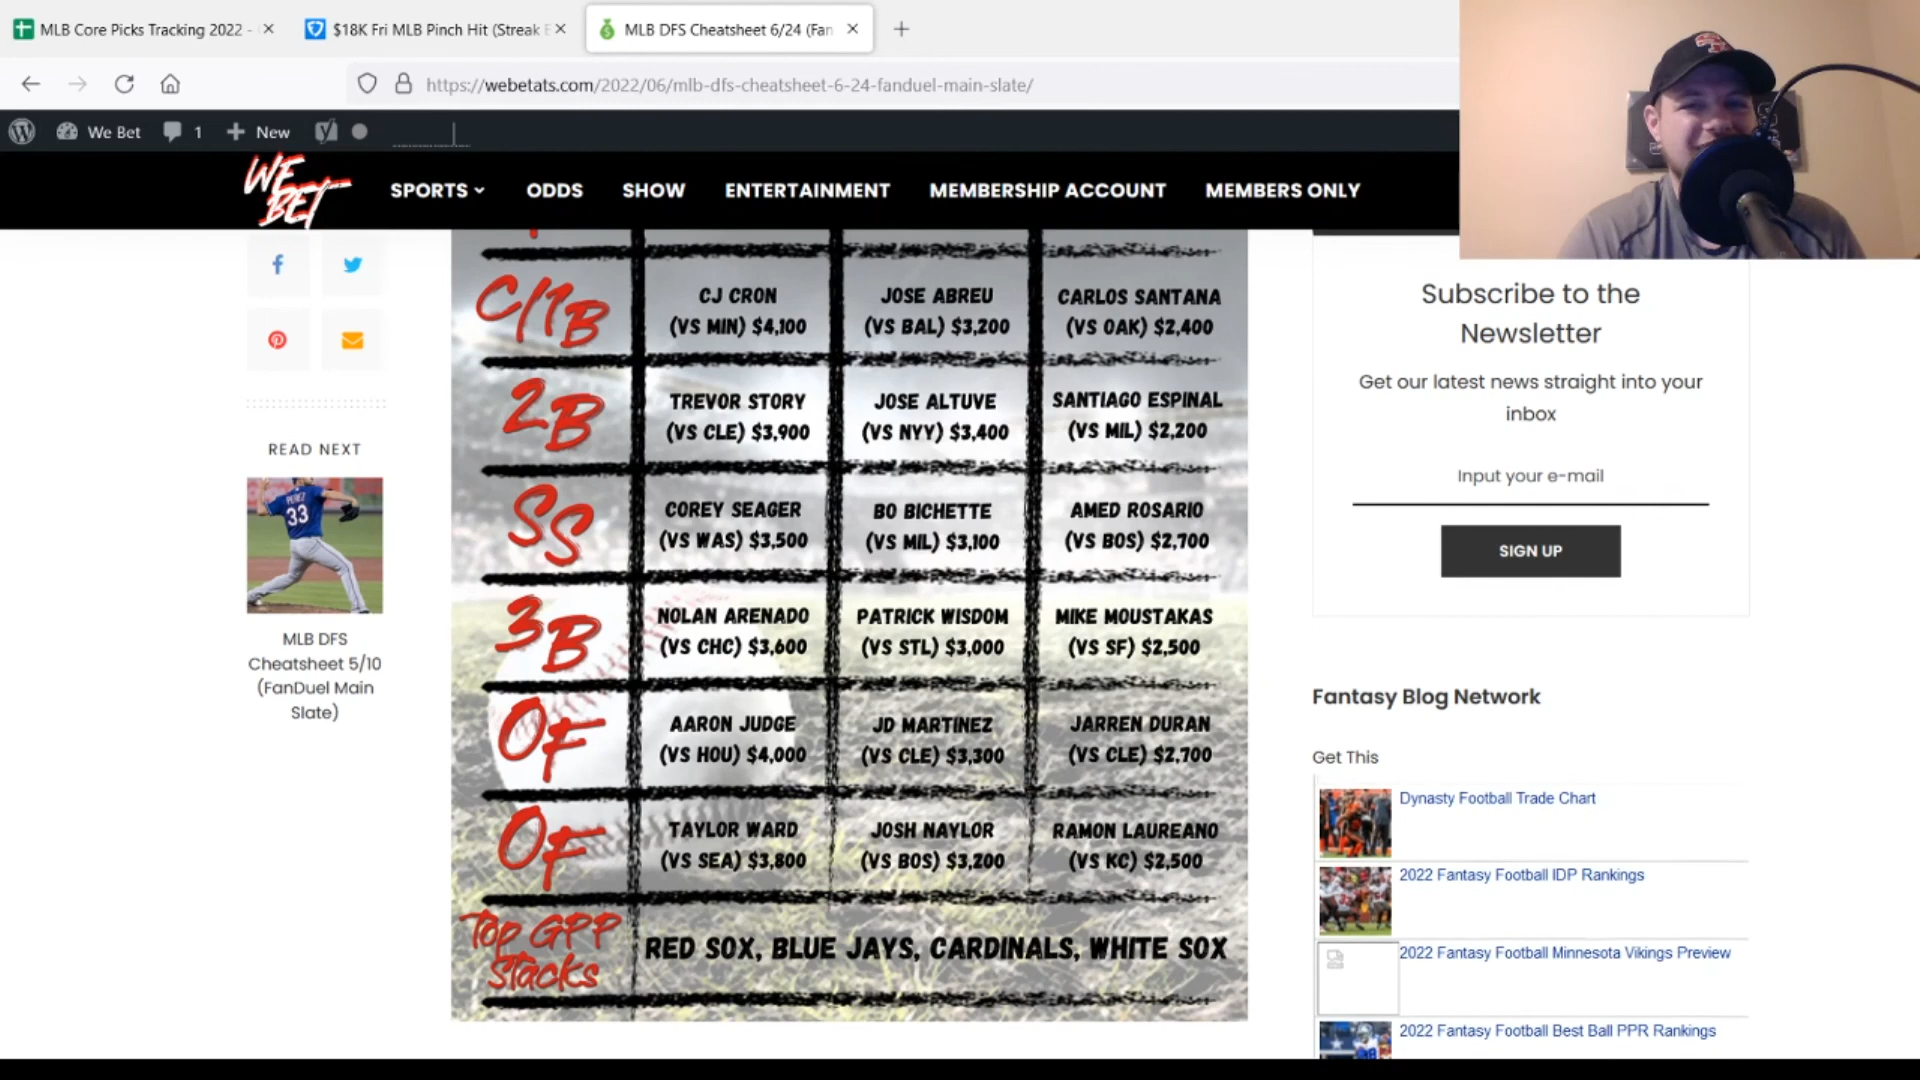 MLB Core Picks Tracking 2022 -
$18K Fri MLB Pinch Hit (Streak E
MLB DFS Cheatsheet 6/24 (Fan
https://webetats.com/2022/06/mlb-dfs-cheatsheet-6-24-fanduel-main-slate/
We Bet
1
New
WE BET
SPORTS
ODDS
SHOW
ENTERTAINMENT
MEMBERSHIP ACCOUNT
MEMBERS ONLY
READ NEXT
PEREZ
33
MLB DFS
Cheatsheet 5/10
(FanDuel Main
Slate)
C/1B
CJ CRON
(VS MIN) $4,100
JOSE ABREU
(VS BAL) $3,200
CARLOS SANTANA
(VS OAK) $2,400
2B
TREVOR STORY
(VS CLE) $3,900
JOSE ALTUVE
(VS NYY) $3,400
SANTIAGO ESPINAL
(VS MIL) $2,200
SS
COREY SEAGER
(VS WAS) $3,500
BO BICHETTE
(VS MIL) $3,100
AMED ROSARIO
(VS BOS) $2,700
3B
NOLAN ARENADO
(VS CHC) $3,600
PATRICK WISDOM
(VS STL) $3,000
MIKE MOUSTAKAS
(VS SF) $2,500
OF
AARON JUDGE
(VS HOU) $4,000
JD MARTINEZ
(VS CLE) $3,300
JARREN DURAN
(VS CLE) $2,700
OF
TAYLOR WARD
(VS SEA) $3,800
JOSH NAYLOR
(VS BOS) $3,200
RAMON LAUREANO
(VS KC) $2,500
Top GPP
Stacks
RED SOX, BLUE JAYS, CARDINALS, WHITE SOX
Subscribe to the
Newsletter
Get our latest news straight into your
inbox
Input your e-mail
SIGN UP
Fantasy Blog Network
Get This
Dynasty Football Trade Chart
2022 Fantasy Football IDP Rankings
2022 Fantasy Football Minnesota Vikings Preview
2022 Fantasy Football Best Ball PPR Rankings